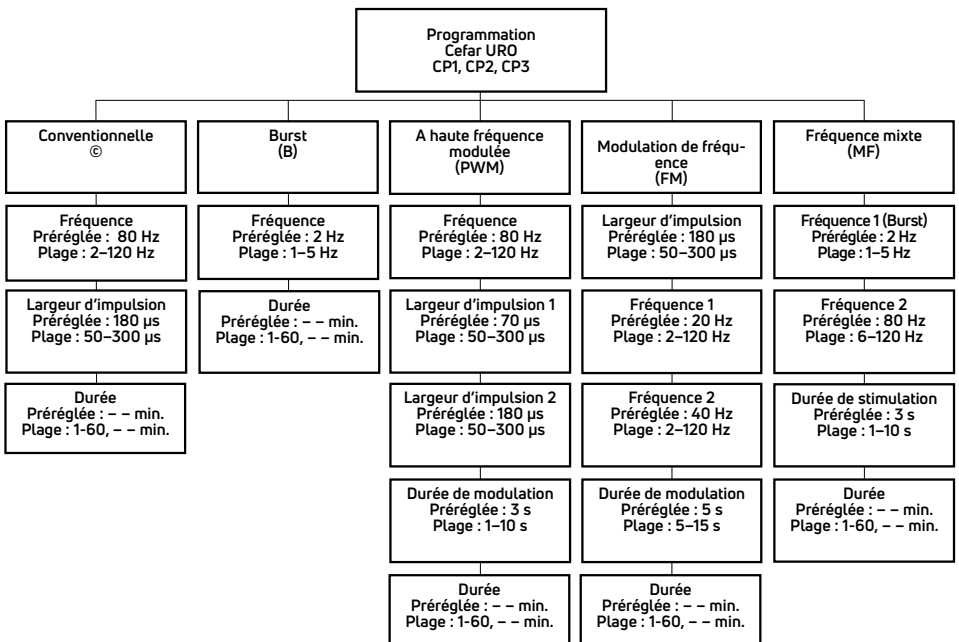 Programmation
Cefar URO
CP1, CP2, CP3
Conventionnelle
©
Fréquence
Préréglée : 80 Hz
Plage : 2–120 Hz
Largeur d’impulsion
Préréglée : 180 µs
Plage : 50–300 µs
Durée
Préréglée : – – min.
Plage : 1-60, – – min.
Burst
(B)
Fréquence
Préréglée : 2 Hz
Plage : 1–5 Hz
Durée
Préréglée : – – min.
Plage : 1-60, – – min.
A haute fréquence
modulée
(PWM)
Fréquence
Préréglée : 80 Hz
Plage : 2–120 Hz
Largeur d’impulsion 1
Préréglée : 70 µs
Plage : 50–300 µs
Largeur d’impulsion 2
Préréglée : 180 µs
Plage : 50–300 µs
Durée de modulation
Préréglée : 3 s
Plage : 1–10 s
Durée
Préréglée : – – min.
Plage : 1-60, – – min.
Modulation de fréqu-
ence
(FM)
Largeur d’impulsion
Préréglée : 180 µs
Plage : 50–300 µs
Fréquence 1
Préréglée : 20 Hz
Plage : 2–120 Hz
Fréquence 2
Préréglée : 40 Hz
Plage : 2–120 Hz
Durée de modulation
Préréglée : 5 s
Plage : 5–15 s
Durée
Préréglée : – – min.
Plage : 1-60, – – min.
Fréquence mixte
(MF)
Fréquence 1 (Burst)
Préréglée : 2 Hz
Plage : 1–5 Hz
Fréquence 2
Préréglée : 80 Hz
Plage : 6–120 Hz
Durée de stimulation
Préréglée : 3 s
Plage : 1–10 s
Durée
Préréglée : – – min.
Plage : 1-60, – – min.